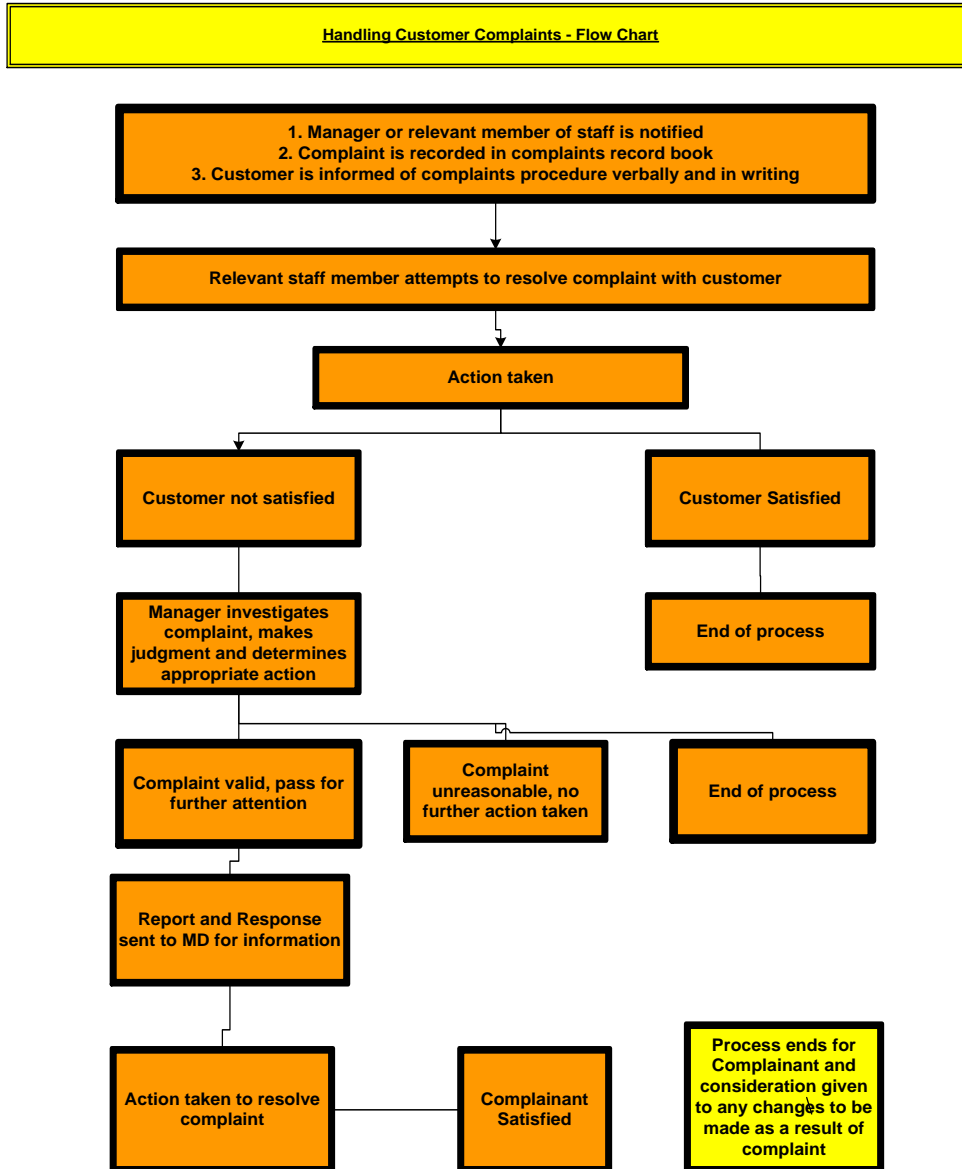 Handling Customer Complaints - Flow Chart
1. Manager or relevant member of staff is notified
2. Complaint is recorded in complaints record book
3. Customer is informed of complaints procedure verbally and in writing
Relevant staff member attempts to resolve complaint with customer
Action taken
Customer not satisfied
Customer Satisfied
Manager investigates
complaint, makes
judgment and determines
appropriate action
End of process
Complaint valid, pass for
further attention
Complaint
unreasonable, no
further action taken
End of process
Report and Response
sent to MD for information
Action taken to resolve
complaint
Complainant
Satisfied
Process ends for
Complainant and
consideration given
to any changes to be
made as a result of
complaint